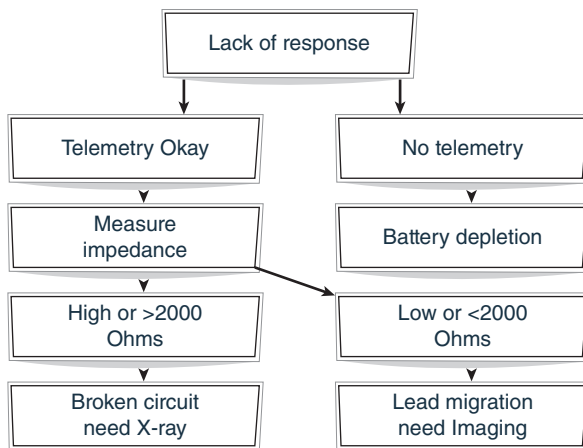 Lack of response
Telemetry Okay
No telemetry
Measure
impedance
Battery depletion
High or >2000
Ohms
Low or <2000
Ohms
Broken circuit
need X-ray
Lead migration
need Imaging